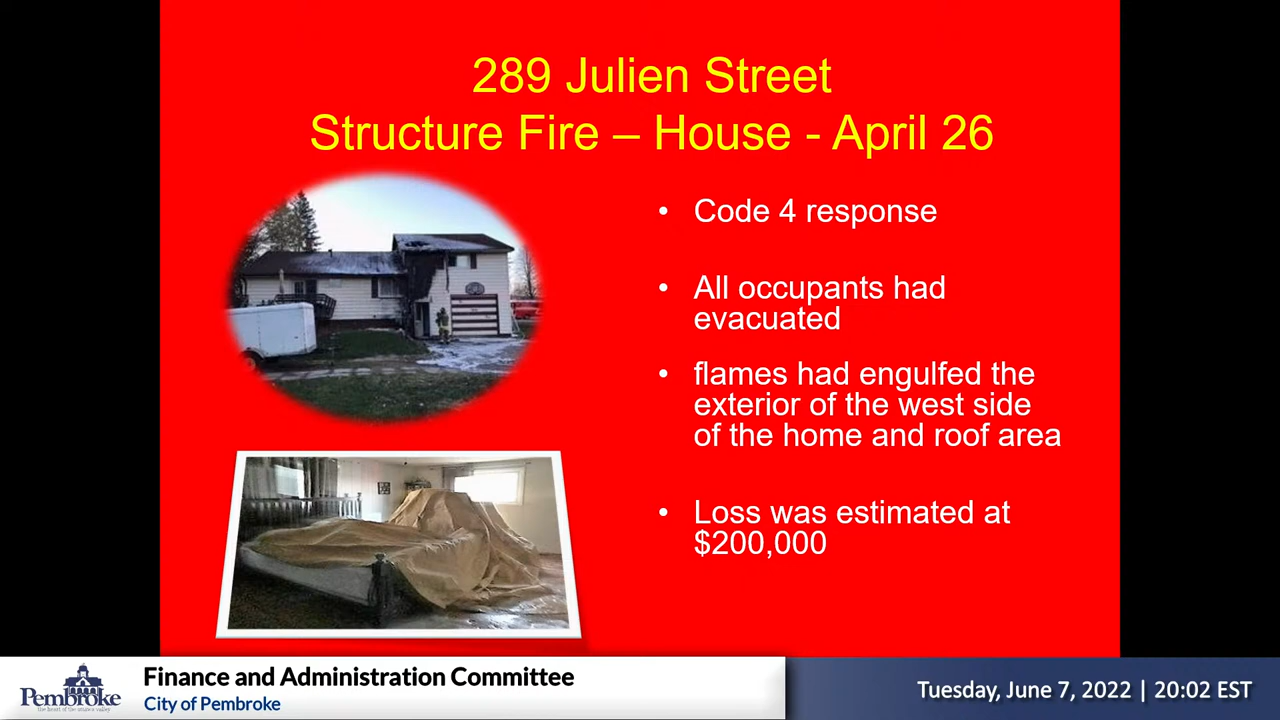 289 Julien Street
Structure Fire – House - April 26
• Code 4 response
• All occupants had
evacuated
• flames had engulfed the
exterior of the west side
of the home and roof area
• Loss was estimated at
$200,000
Pembroke
Finance and Administration Committee
City of Pembroke
Tuesday, June 7, 2022 | 20:02 EST